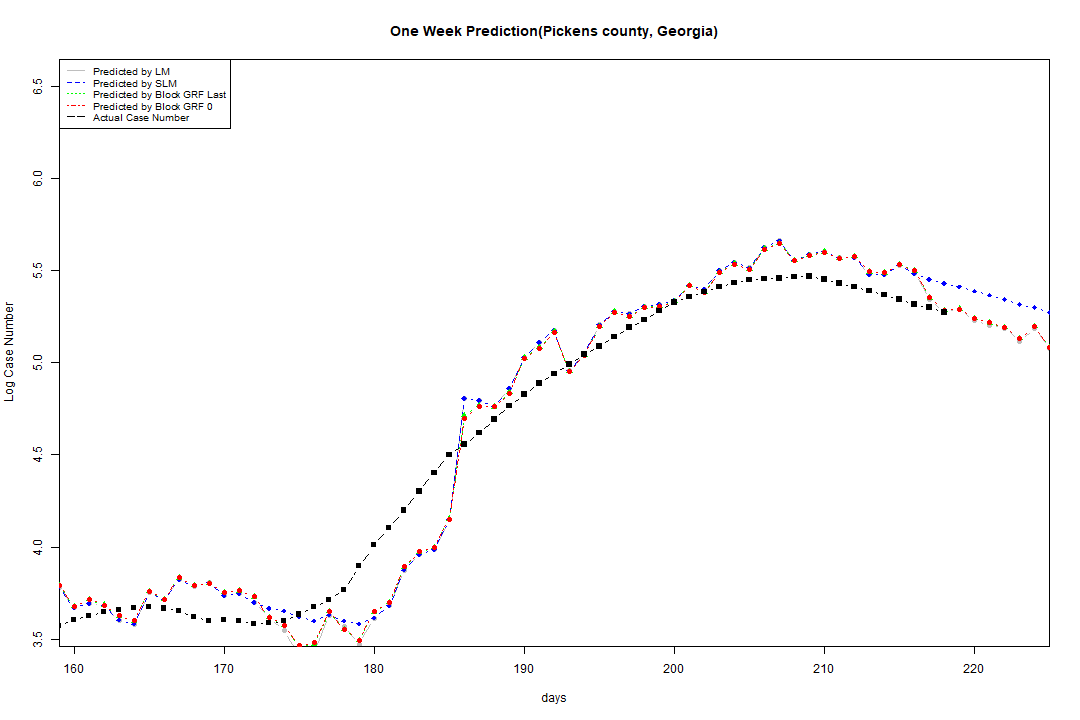 One Week Prediction(Pickens county, Georgia)
Predicted by LM
Predicted by SLM
Predicted by Block GRF Last
Predicted by Block GRF 0
Actual Case Number
Log Case Number
6.5
6.0
5.5
5.0
4.5
4.0
3.5
160 170 180 190 200 210 220
days